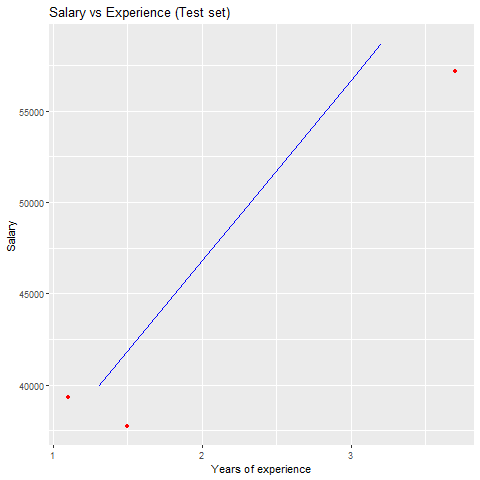 Salary vs Experience (Test set)
55000
50000
45000
40000
Salary
1
2
3
Years of experience